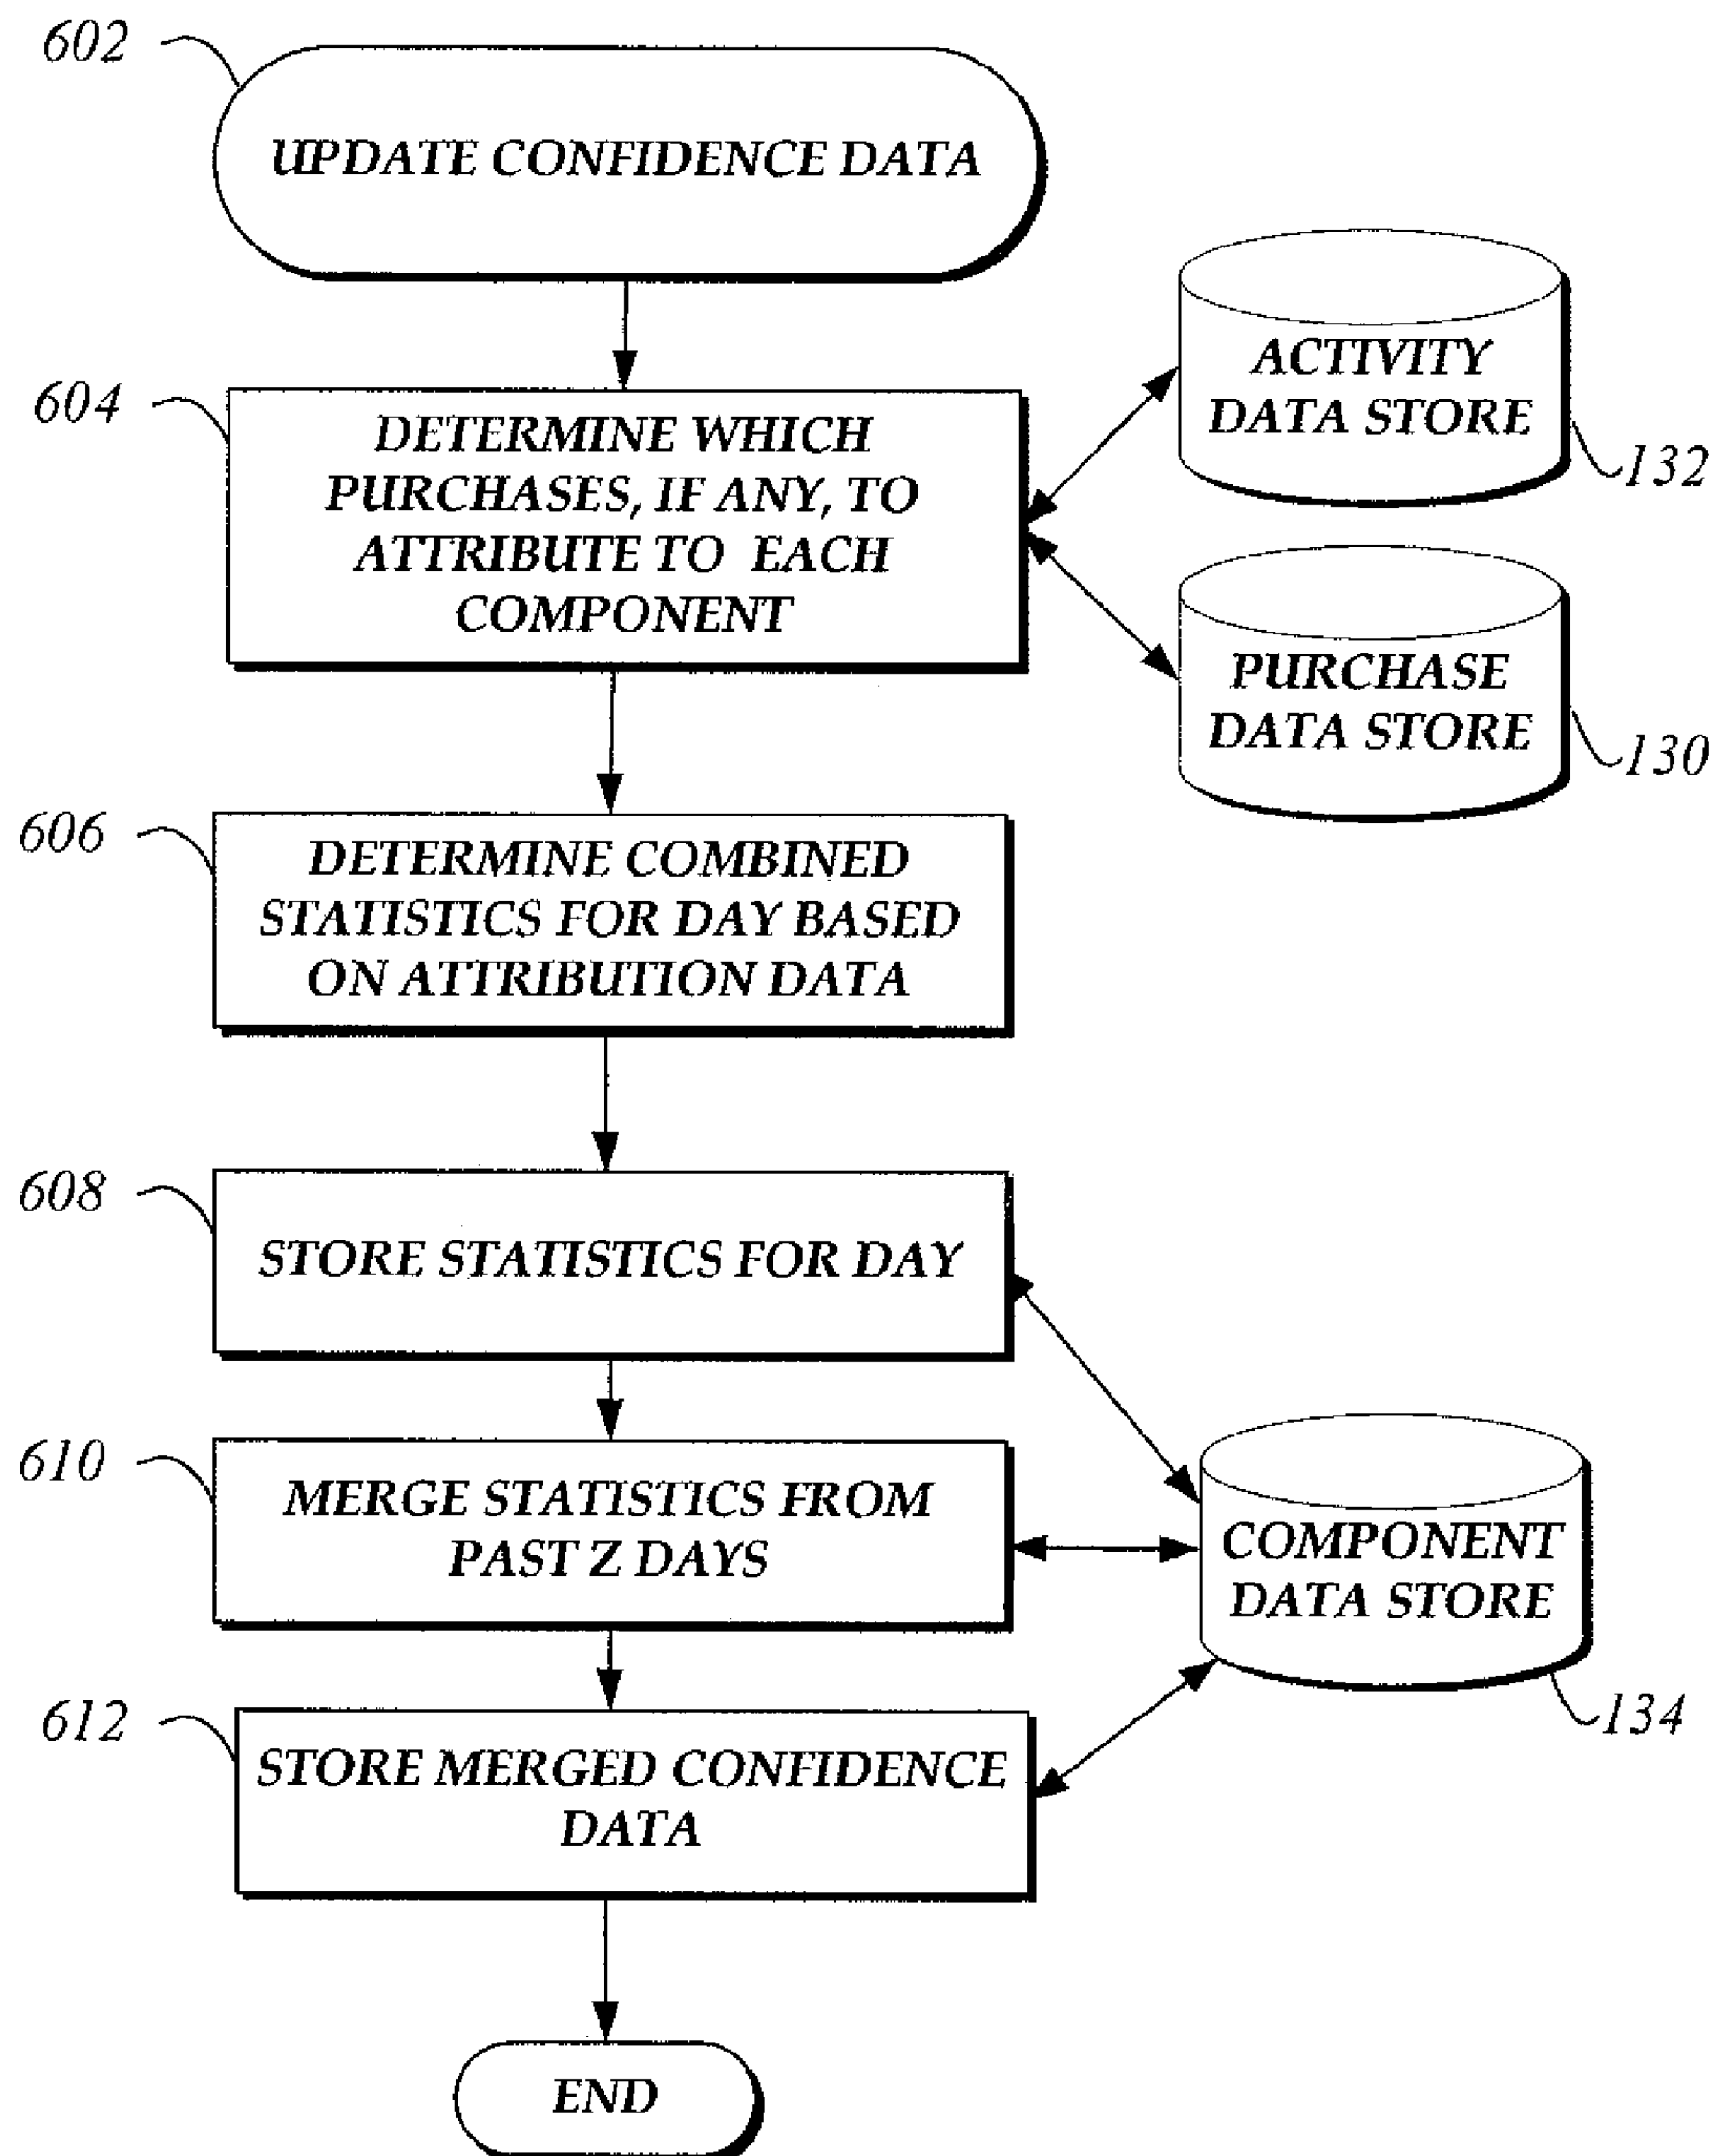 602
UPDATE CONFIDENCE DATA
604
DETERMINE WHICH
PURCHASES, IF ANY, TO
ATTRIBUTE TO EACH
COMPONENT
ACTIVITY
DATA STORE
132
PURCHASE
DATA STORE
130
606
DETERMINE COMBINED
STATISTICS FOR DAY BASED
ON ATTRIBUTION DATA
608
STORE STATISTICS FOR DAY
610
MERGE STATISTICS FROM
PAST Z DAYS
COMPONENT
DATA STORE
134
612
STORE MERGED CONFIDENCE
DATA
END